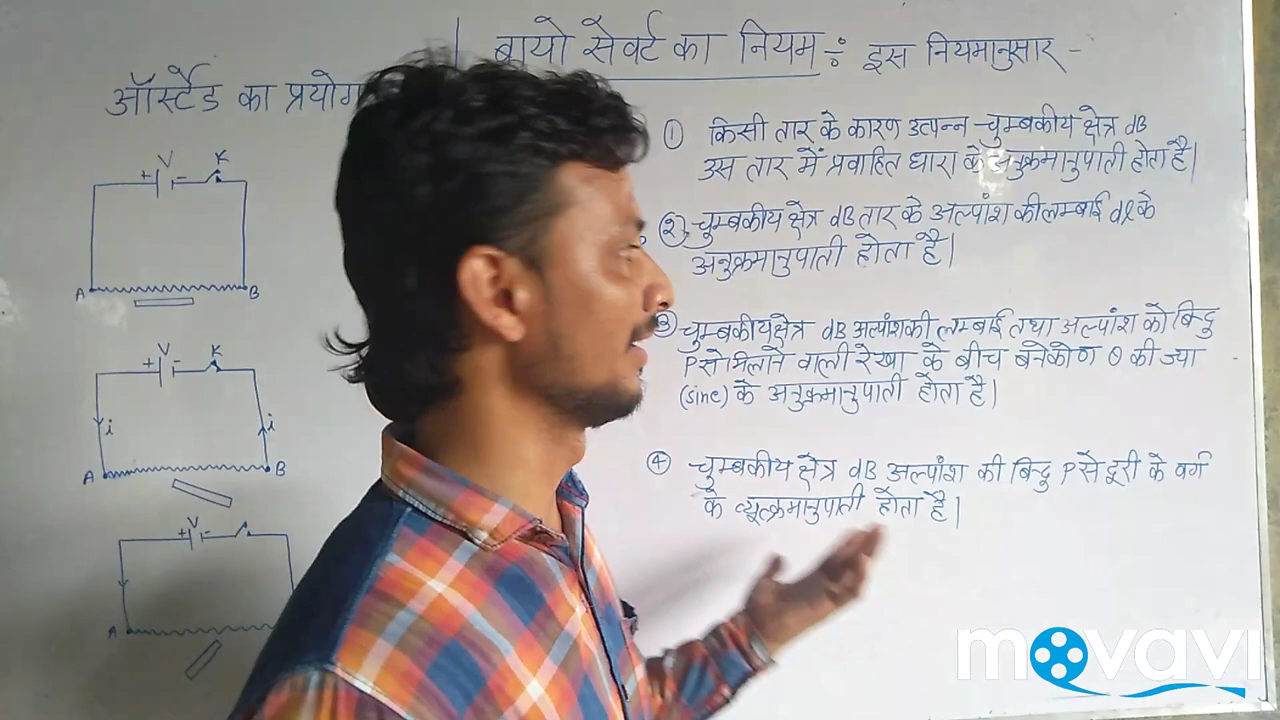 ऑर्स्टेड का प्रयोग
+ V - K
A B
+ - K
i i
A B
+ V -
A
बायो सेवर्ट का नियम :- इस नियमानुसार -
① किसी तार के कारण उत्पन्न चुम्बकीय क्षेत्र dB
उस तार में प्रवाहित धारा के अनुक्रमानुपाती होता है।
② चुम्बकीय क्षेत्र dB तार के अल्पांश की लम्बाई dl के
अनुक्रमानुपाती होता है।
③ चुम्बकीय क्षेत्र dB अल्पांश की लम्बाई तथा अल्पांश को बिन्दु
P से मिलाने वाली रेखा के बीच बने कोण θ की ज्या
(sine) के अनुक्रमानुपाती होता है।
④ चुम्बकीय क्षेत्र dB अल्पांश की बिन्दु P से दूरी के वर्ग
के व्यूत्क्रमानुपाती होता है।
movavi